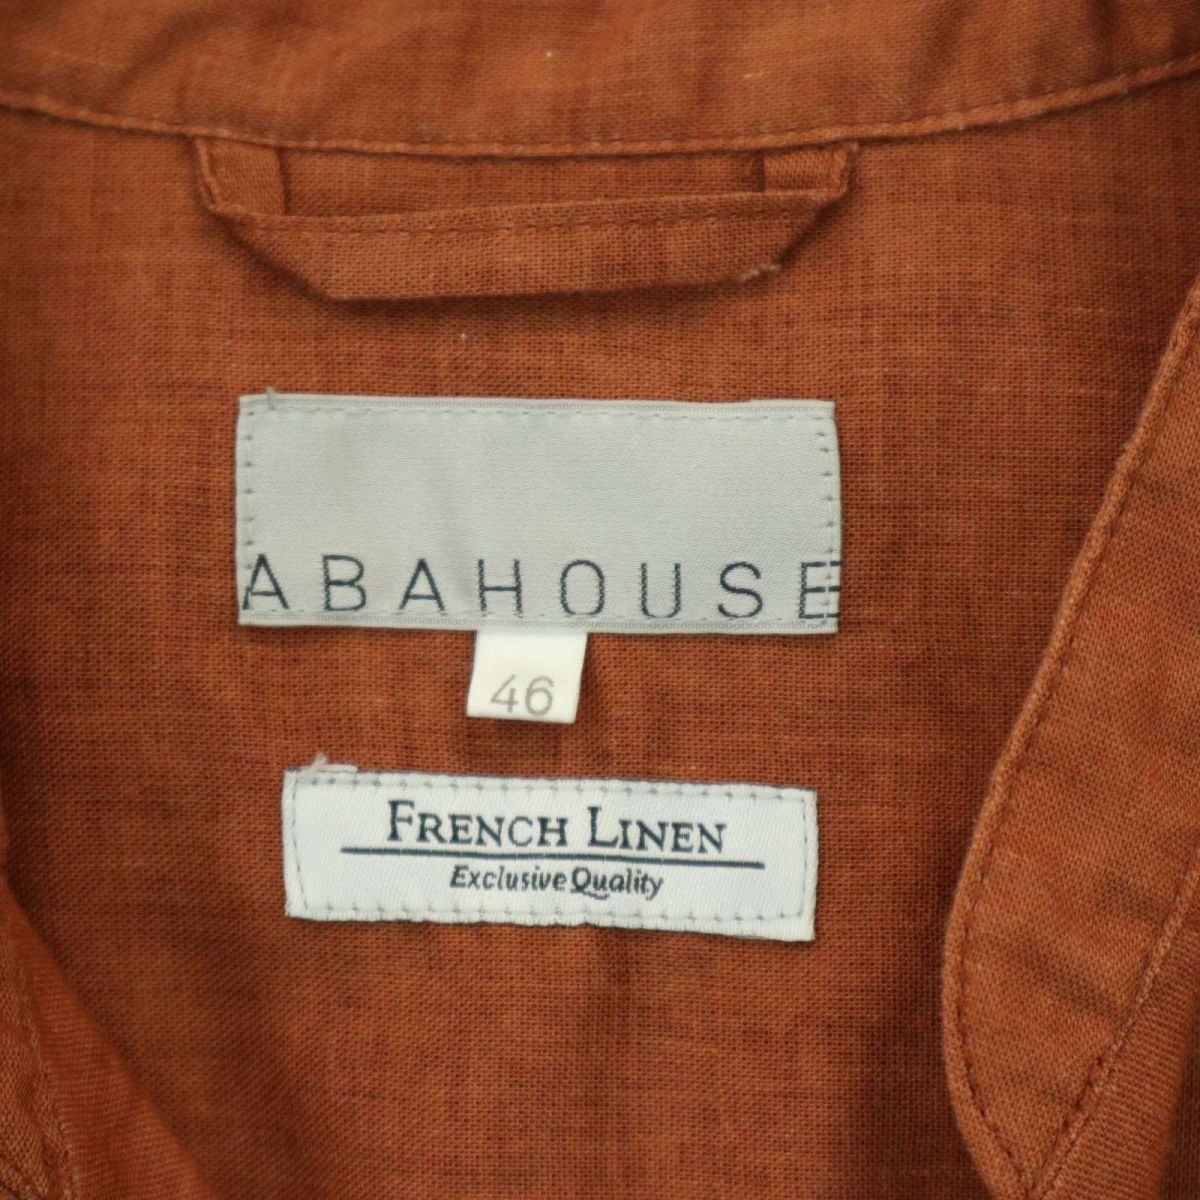 ABAHOUSE
46
FRENCH LINEN
Exclusive Quality